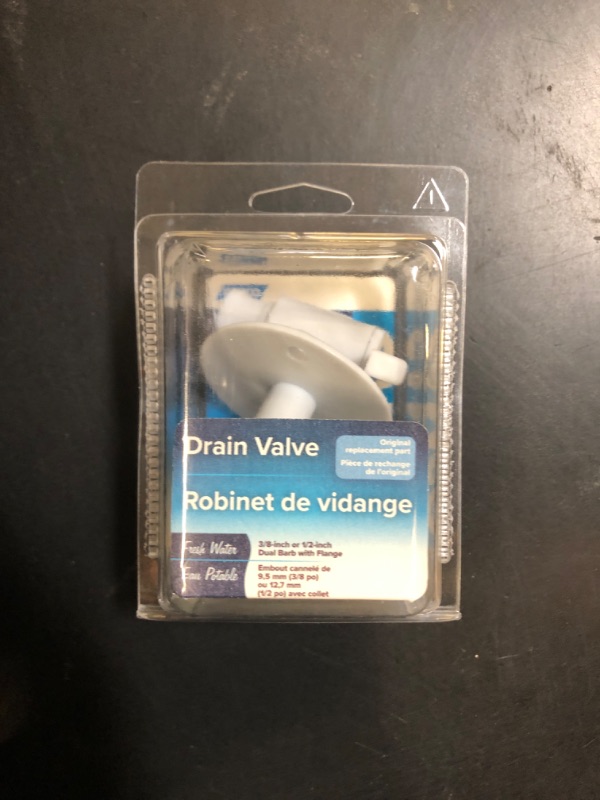 Drain Valve
Original
replacement part
Pièce de rechange
de l'original
Robinet de vidange
Fresh Water
Eau Potable
3/8-inch or 1/2-inch
Dual Barb with Flange
Embout cannelé de
9,5 mm (3/8 po)
ou 12,7 mm
(1/2 po) avec collet